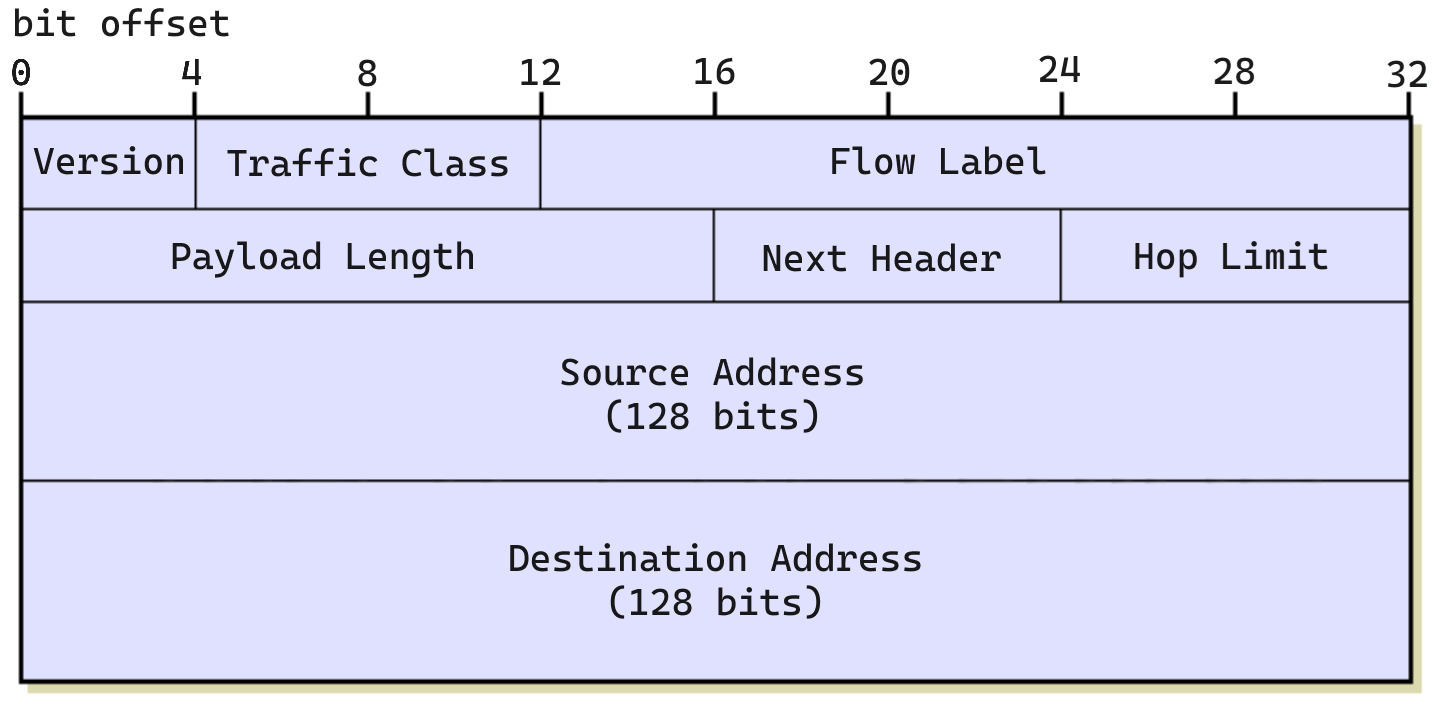 bit offset
0 4 8 12 16 20 24 28 32
Version Traffic Class Flow Label
Payload Length Next Header Hop Limit
Source Address
(128 bits)
Destination Address
(128 bits)